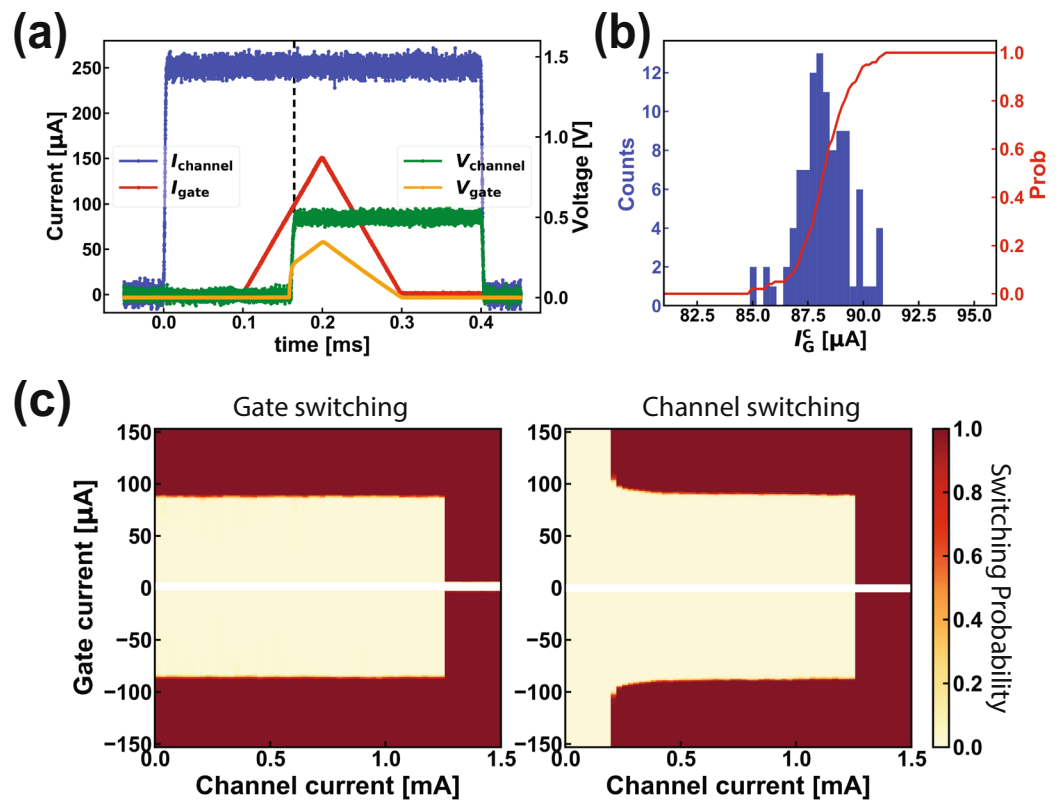 (a)
250
200
150
100
50
0
Current [μA]
I_channel
I_gate
V_channel
V_gate
1.5
1.0
0.5
0.0
Voltage [V]
0.0 0.1 0.2 0.3 0.4
time [ms]
(b)
12
10
8
6
4
2
0
Counts
1.0
0.8
0.6
0.4
0.2
0.0
Prob
82.5 85.0 87.5 90.0 92.5 95.0
I_G^c [μA]
(c)
Gate switching
Channel switching
150
100
50
0
−50
−100
−150
Gate current [μA]
0.0 0.5 1.0 1.5
Channel current [mA]
150
100
50
0
−50
−100
−150
0.0 0.5 1.0 1.5
Channel current [mA]
1.0
0.8
0.6
0.4
0.2
0.0
Switching Probability